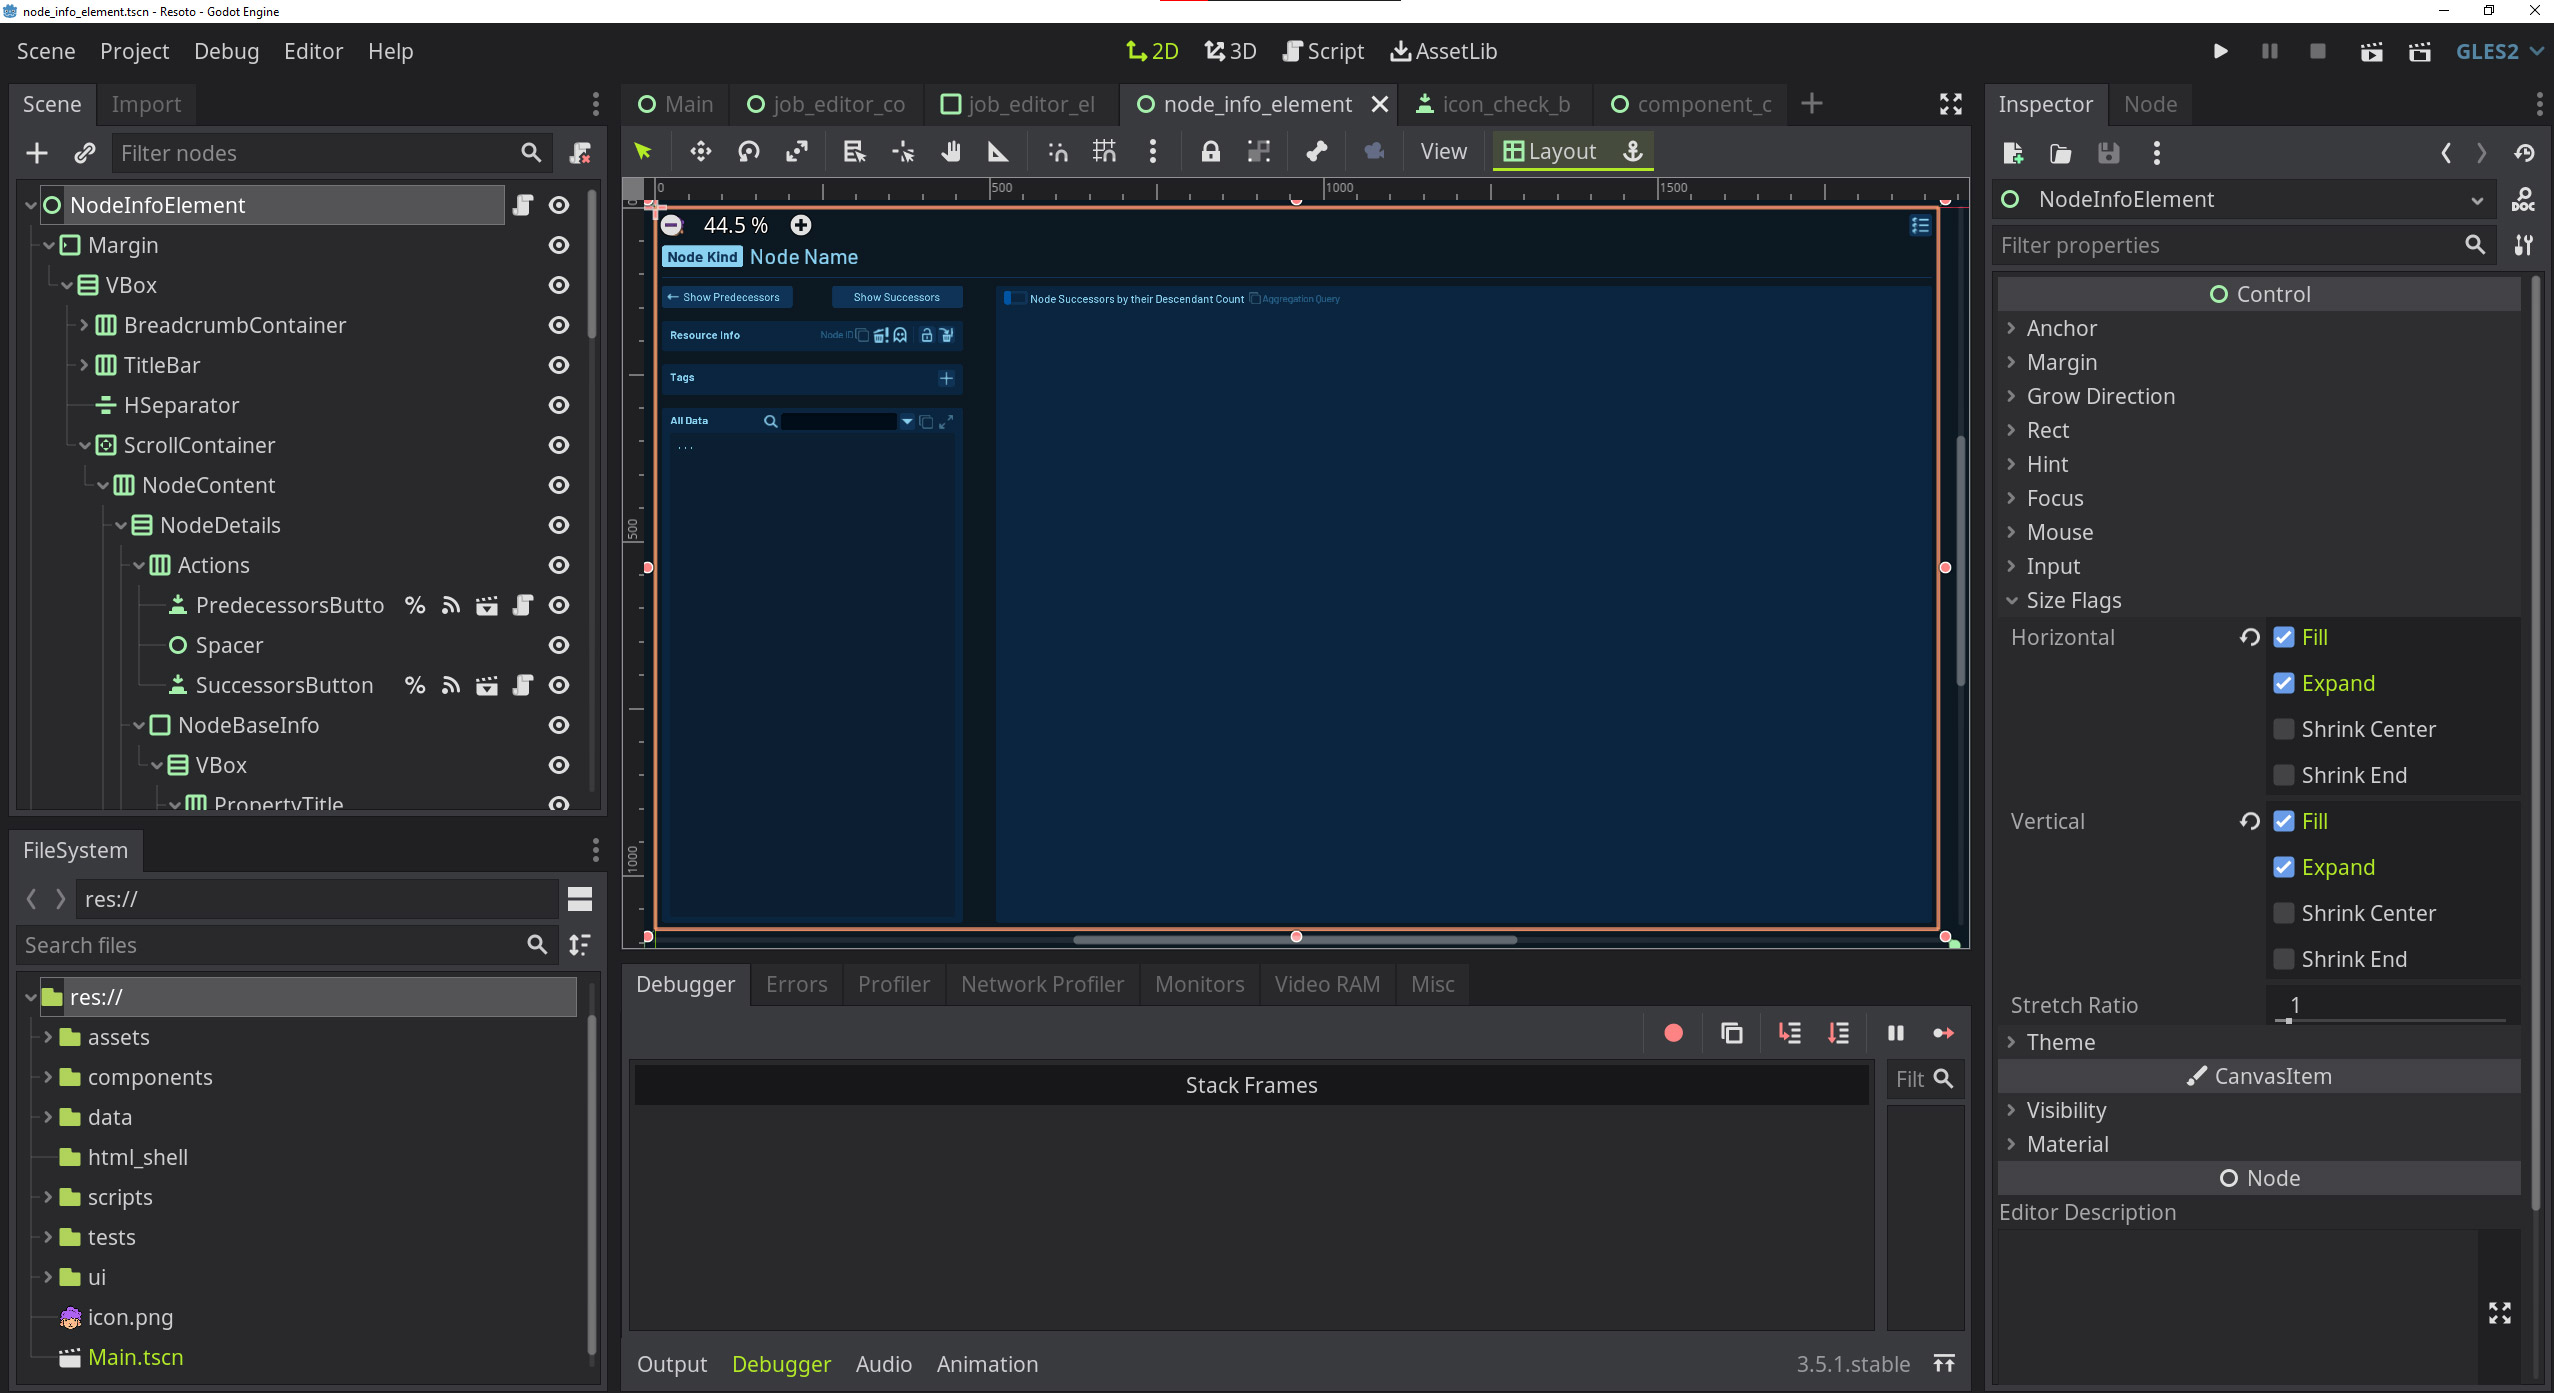 node_info_element.tscn - Resoto - Godot Engine
Scene Project Debug Editor Help
2D 3D Script AssetLib
GLES2
Scene Import
Filter nodes
NodeInfoElement
Margin
VBox
BreadcrumbContainer
TitleBar
HSeparator
ScrollContainer
NodeContent
NodeDetails
Actions
PredecessorsButto
Spacer
SuccessorsButton
NodeBaseInfo
VBox
PropertyTitle
FileSystem
res://
Search files
res://
assets
components
data
html_shell
scripts
tests
ui
icon.png
Main.tscn
Main job_editor_co job_editor_el node_info_element icon_check_b component_c
View Layout
0 500 1000 1500
0
500
1000
44.5 %
Node Kind Node Name
← Show Predecessors Show Successors
Node Successors by their Descendant Count Aggregation Query
Resource Info Node ID
Tags
All Data
...
Debugger Errors Profiler Network Profiler Monitors Video RAM Misc
Stack Frames
Filt
Output Debugger Audio Animation 3.5.1.stable
Inspector Node
NodeInfoElement
DOC
Filter properties
Control
Anchor
Margin
Grow Direction
Rect
Hint
Focus
Mouse
Input
Size Flags
Horizontal Fill
Expand
Shrink Center
Shrink End
Vertical Fill
Expand
Shrink Center
Shrink End
Stretch Ratio 1
Theme
CanvasItem
Visibility
Material
Node
Editor Description